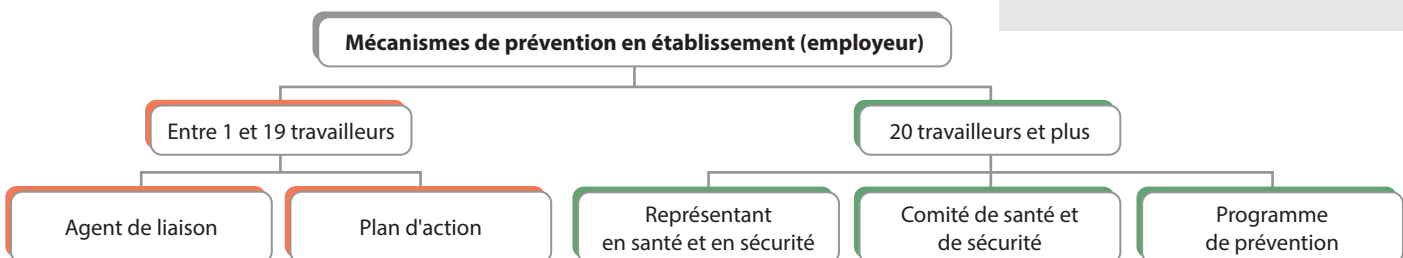 Mécanismes de prévention en établissement (employeur)
Entre 1 et 19 travailleurs
20 travailleurs et plus
Agent de liaison
Plan d'action
Représentant
en santé et en sécurité
Comité de santé et
de sécurité
Programme
de prévention